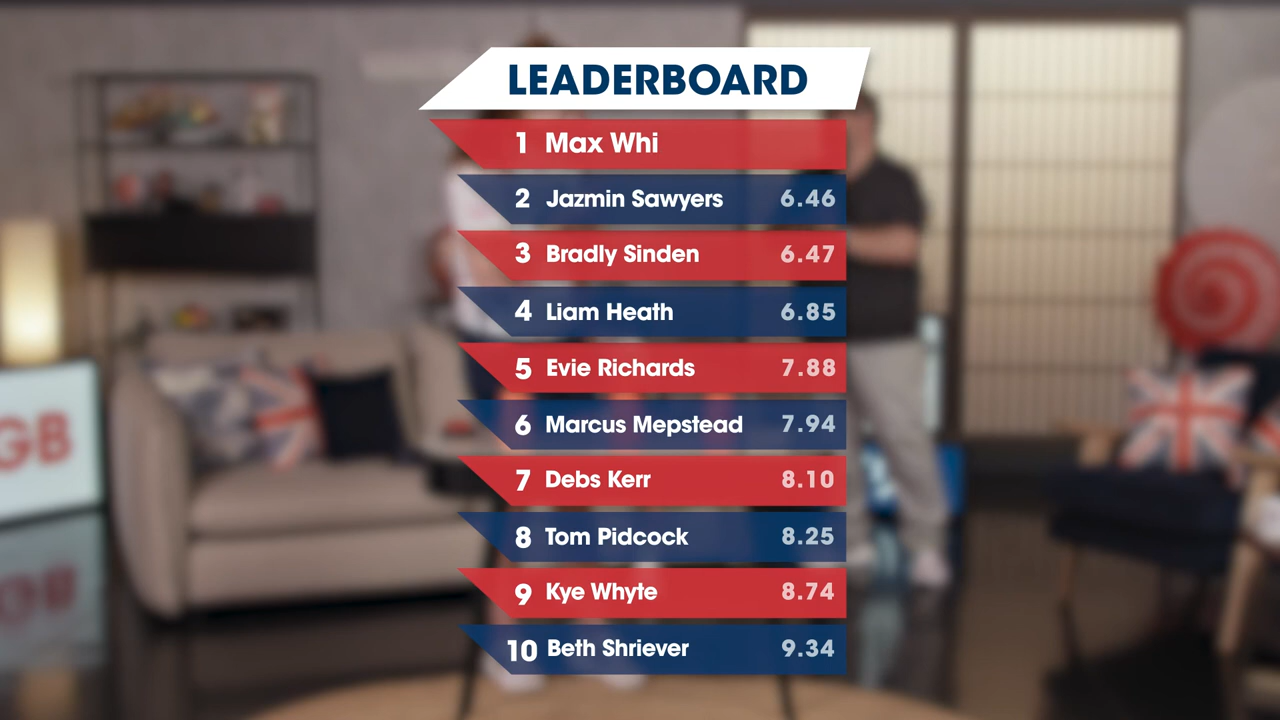 LEADERBOARD
1 Max Whi
2 Jazmin Sawyers 6.46
3 Bradly Sinden 6.47
4 Liam Heath 6.85
5 Evie Richards 7.88
6 Marcus Mepstead 7.94
7 Debs Kerr 8.10
8 Tom Pidcock 8.25
9 Kye Whyte 8.74
10 Beth Shriever 9.34
GB